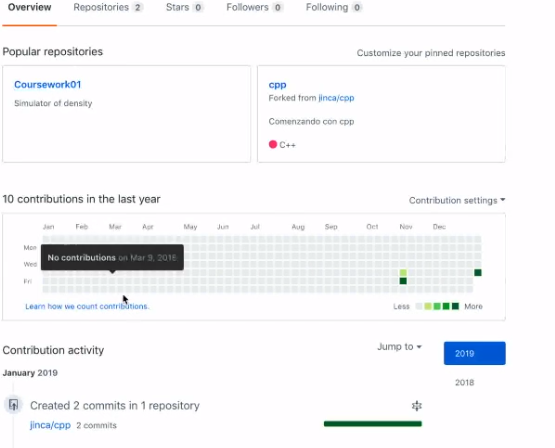 Overview Repositories 2 Stars 0 Followers 0 Following 0
Popular repositories Customize your pinned repositories
Coursework01
Simulator of density
cpp
Forked from jinca/cpp
Comenzando con cpp
C++
10 contributions in the last year Contribution settings
Jan Feb Mar Apr May Jun Jul Aug Sep Oct Nov Dec
Mon
Wed
No contributions on Mar 9, 2018
Fri
Learn how we count contributions. Less More
Contribution activity Jump to 2019
2018
January 2019
Created 2 commits in 1 repository
jinca/cpp 2 commits